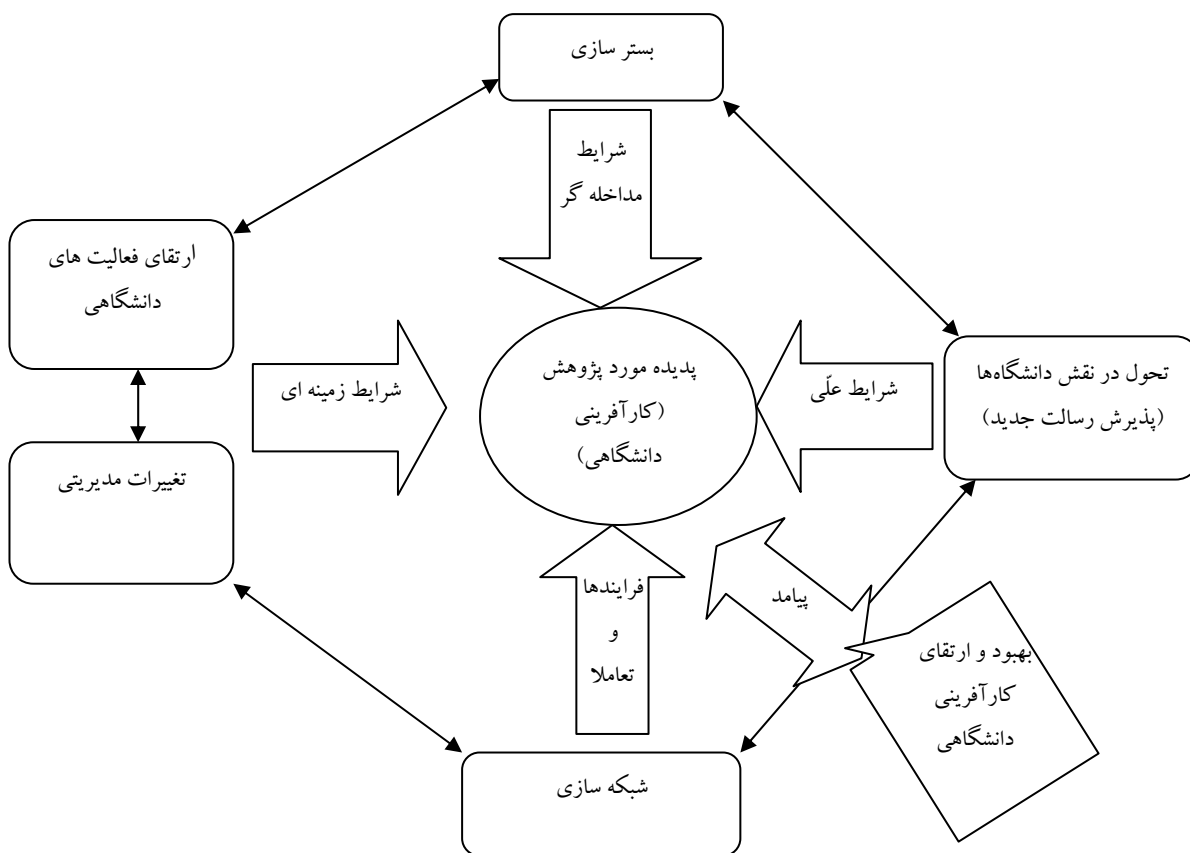 بستر سازی
شرایط
مداخله گر
ارتقای فعالیت های
دانشگاهی
تحول در نقش دانشگاه‌ها
(پذیرش رسالت جدید)
شرایط علّی
پدیده مورد پژوهش
(کارآفرینی
دانشگاهی)
شرایط زمینه ای
تغییرات مدیریتی
فرایندها
و
تعاملا
پیامد
بهبود و ارتقای
کارآفرینی
دانشگاهی
شبکه سازی